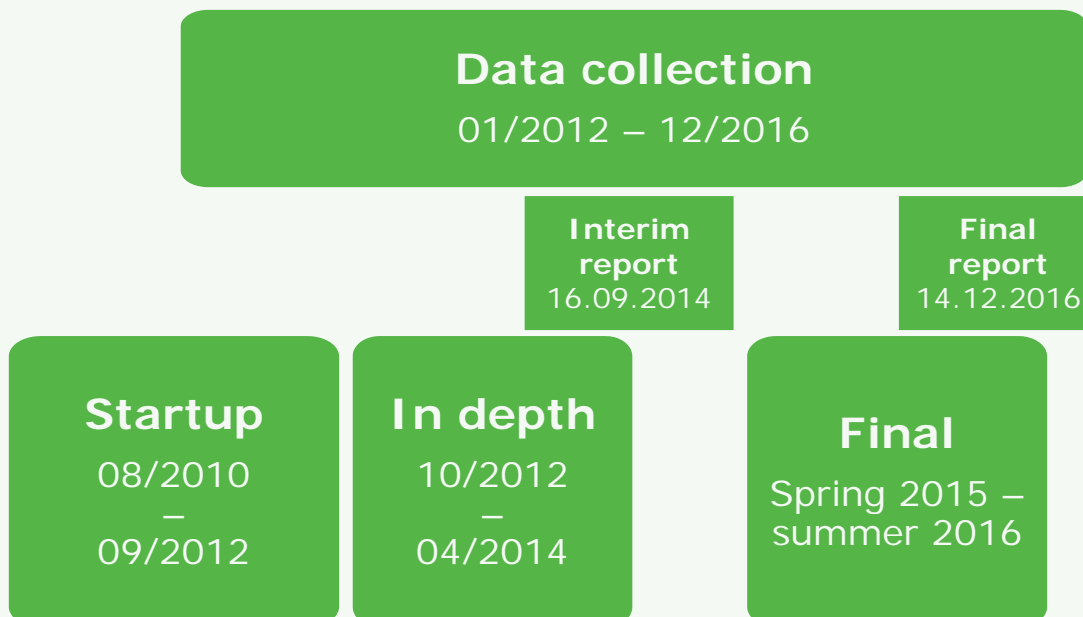 Data collection
01/2012 – 12/2016
Interim
report
16.09.2014
Final
report
14.12.2016
Startup
08/2010
–
09/2012
In depth
10/2012
–
04/2014
Final
Spring 2015 –
summer 2016